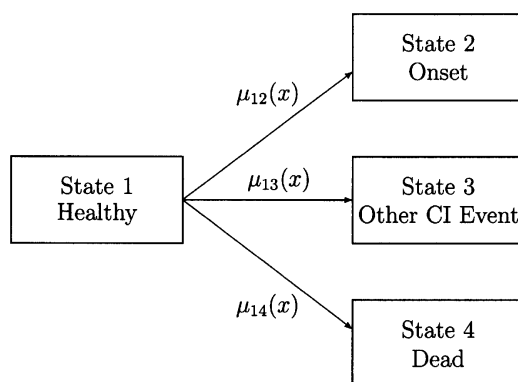 State 2
Onset
μ₁₂(x)
State 1
Healthy
μ₁₃(x)
State 3
Other CI Event
μ₁₄(x)
State 4
Dead